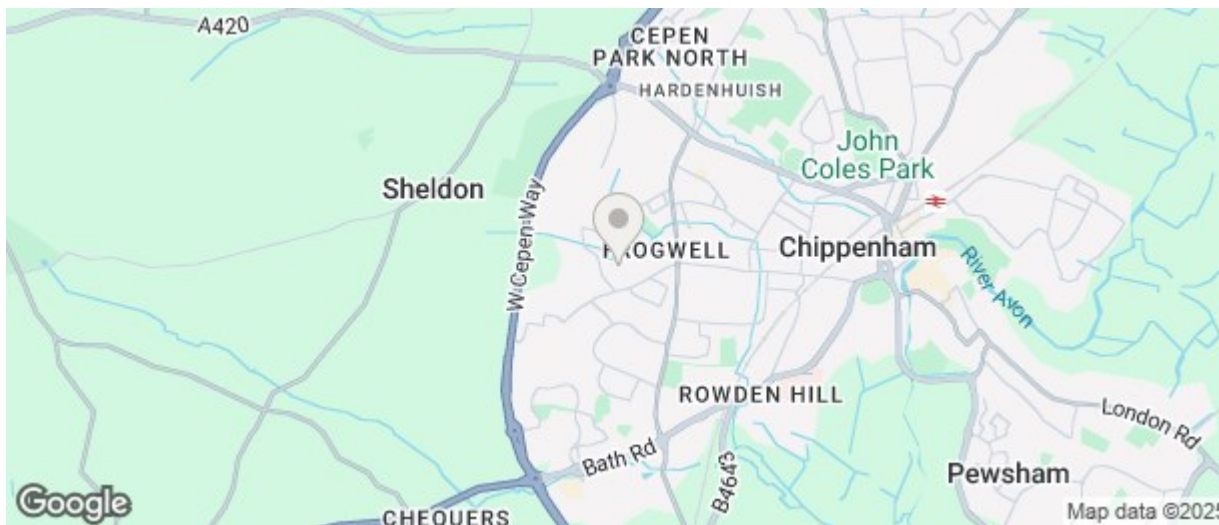 A420
CEPEN
PARK NORTH
HARDENHUISH
John
Coles Park
Sheldon
W Cepen Way
FROGWELL
Chippenham
River Avon
ROWDEN HILL
London Rd
Bath Rd
B4643
Pewsham
CHEQUERS
Google
Map data ©2025